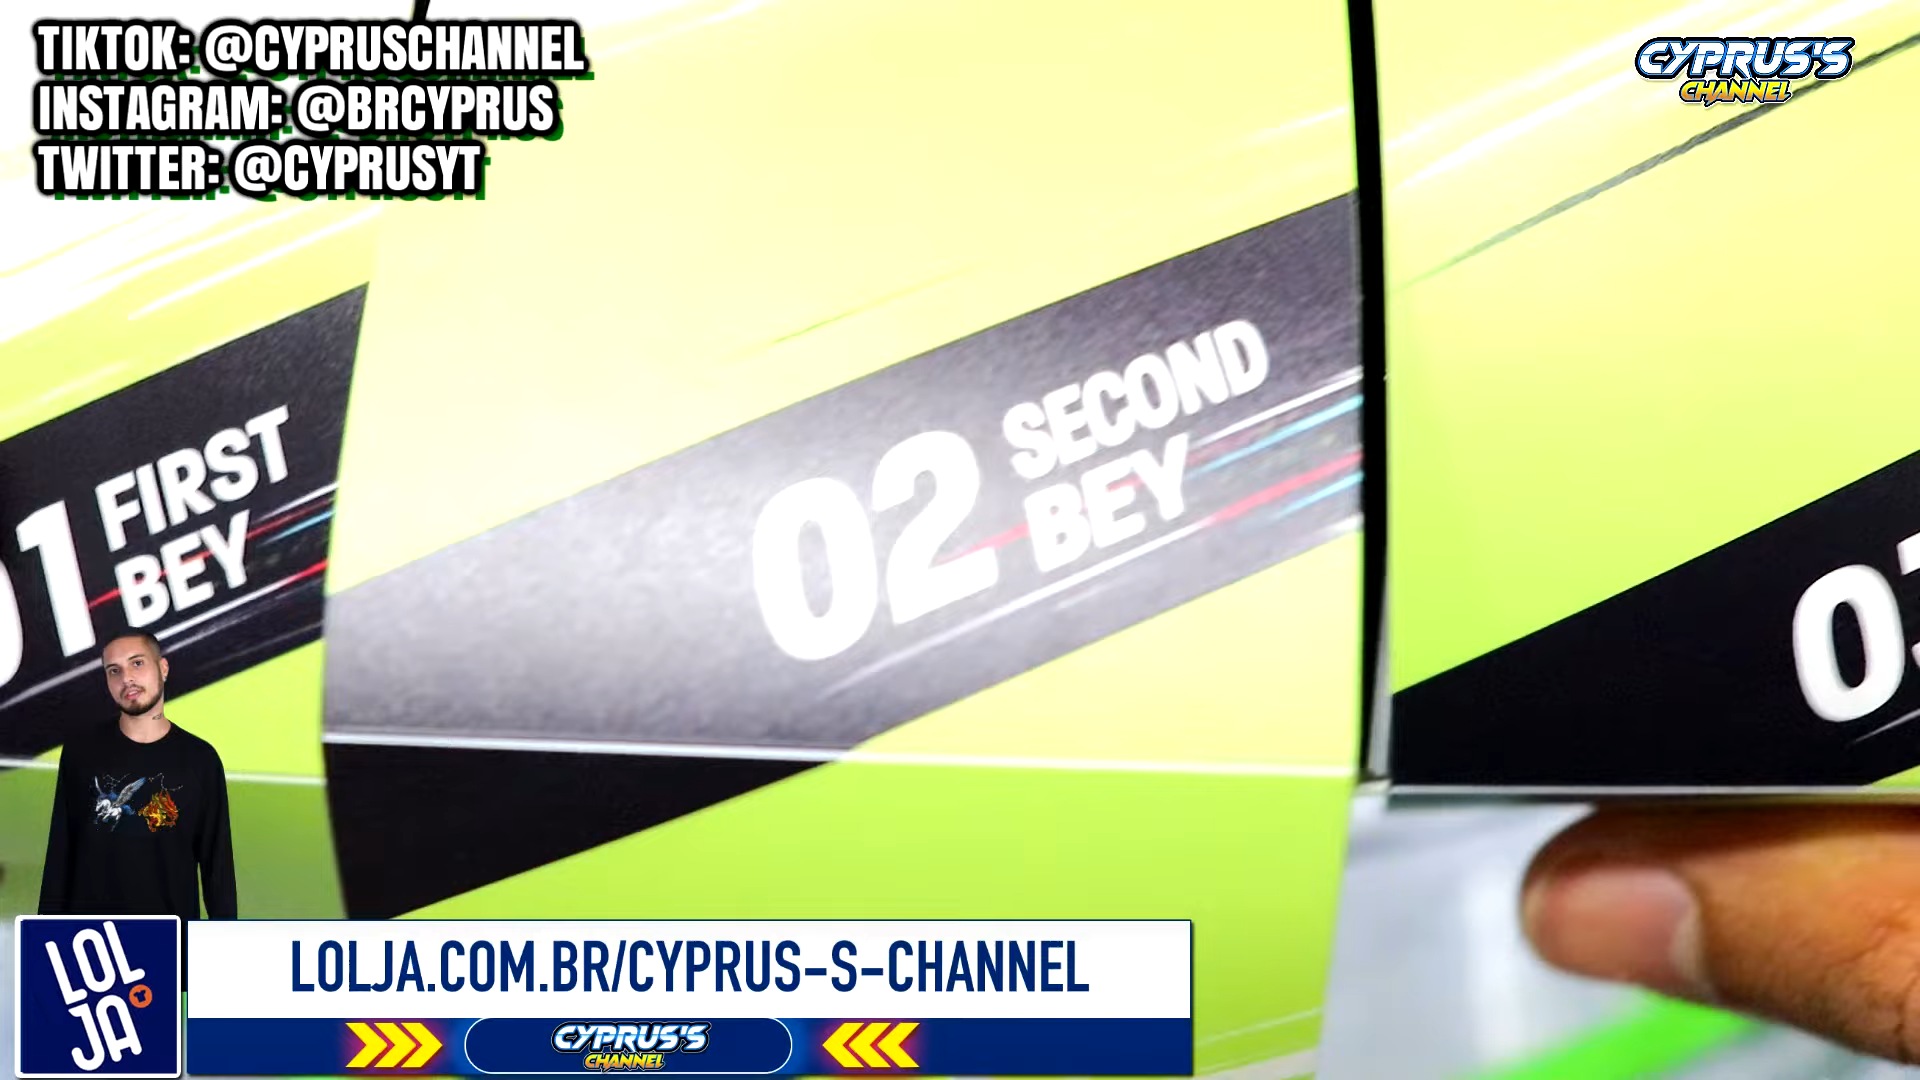 TIKTOK: @CYPRUSCHANNEL
INSTAGRAM: @BRCYPRUS
TWITTER: @CYPRUSYT
CYPRUS'S
CHANNEL
01 FIRST
BEY
02 SECOND
BEY
LOL
JA
LOLJA.COM.BR/CYPRUS-S-CHANNEL
CYPRUS'S
CHANNEL